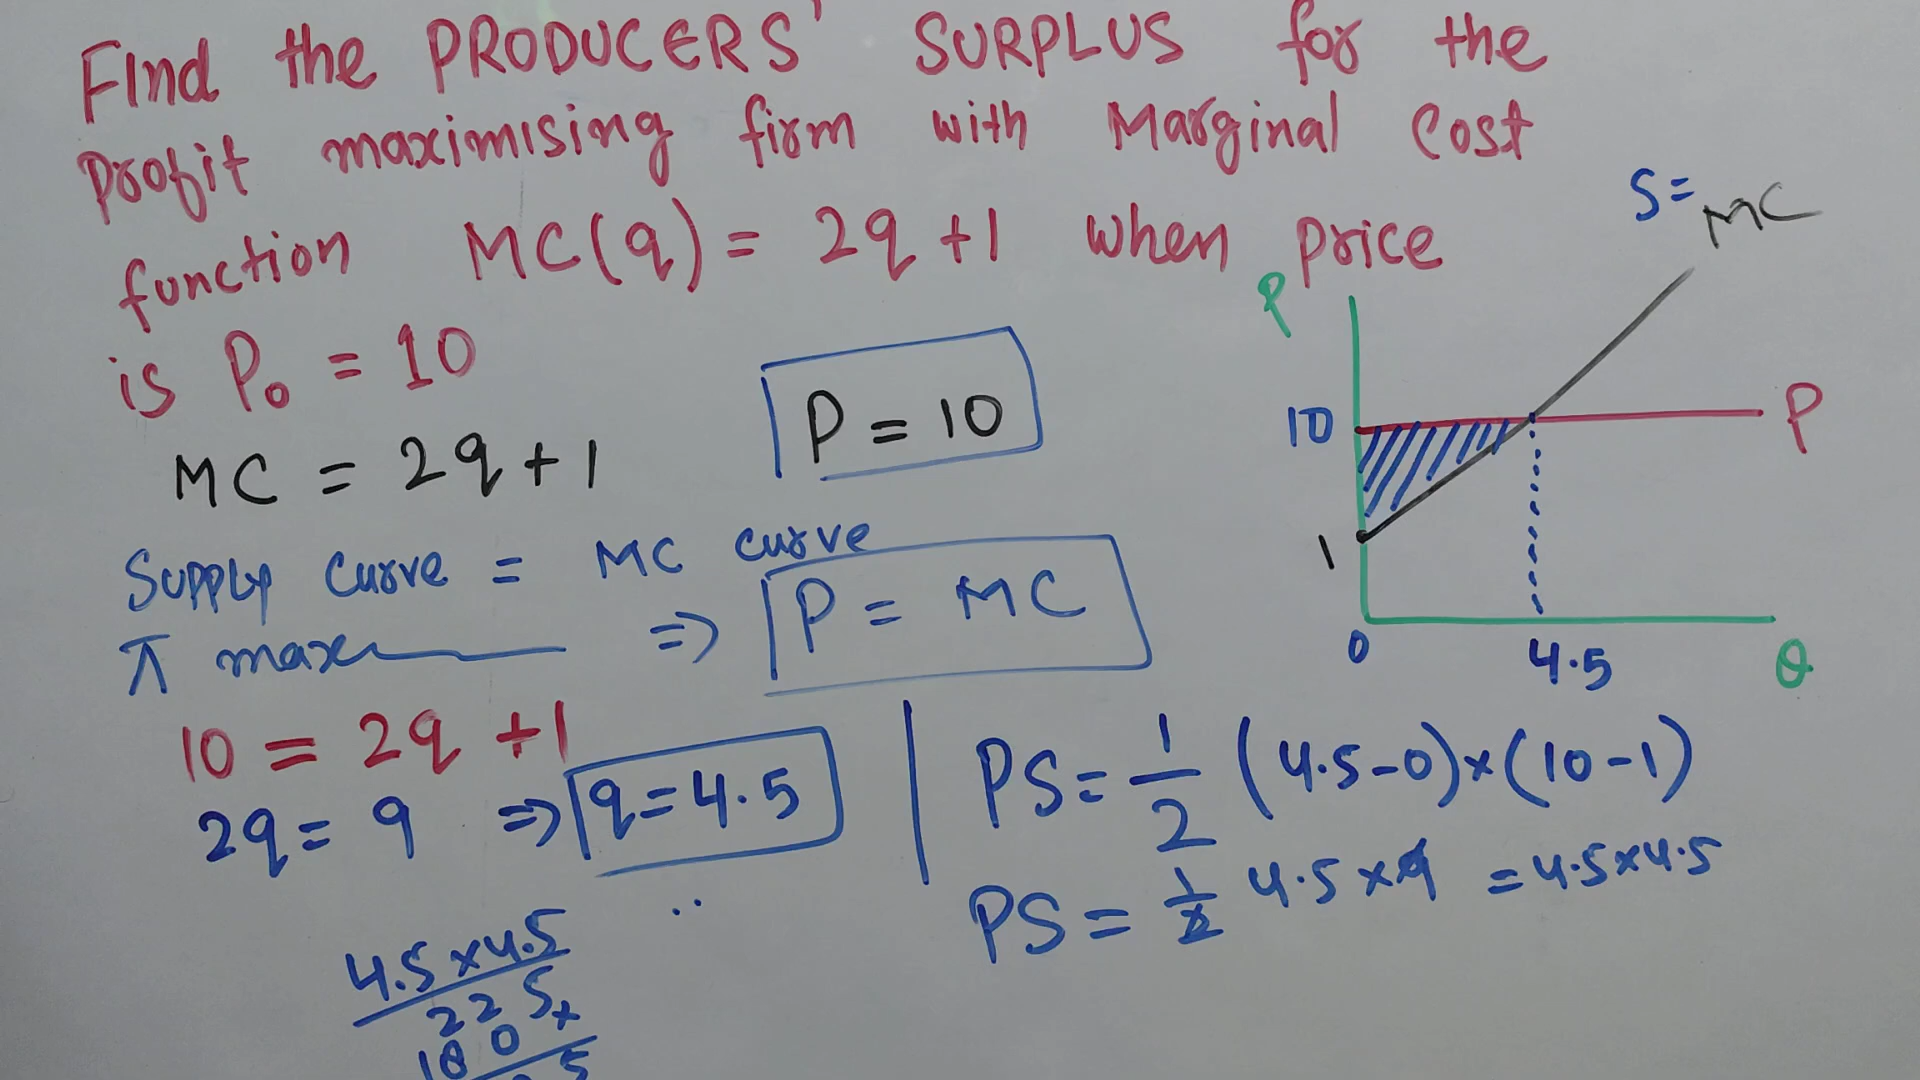 Find the PRODUCERS' SURPLUS for the
Profit maximising firm with Marginal Cost
function MC(q) = 2q +1 when price
is P₀ = 10
MC = 2q + 1
P = 10
Supply Curve = MC curve
π max ⇒ P = MC
10 = 2q +1
2q = 9 ⇒ q = 4.5
4.5 x 4.5
2 2 5
S = MC
P
10
P
1
0
4.5
Q
PS = 1/2 (4.5-0)×(10-1)
PS = 1/2 4.5 × 9 = 4.5×4.5